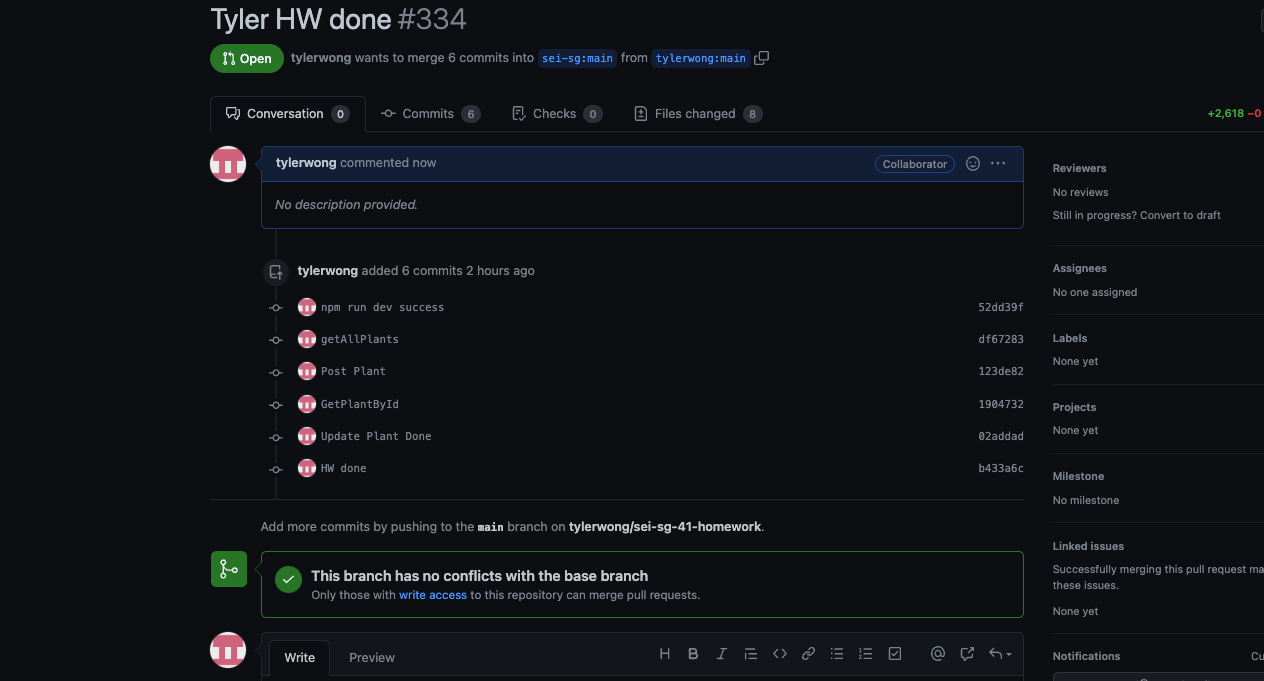 Tyler HW done #334
Open tylerwong wants to merge 6 commits into sei-sg:main from tylerwong:main
Conversation 0 Commits 6 Checks 0 Files changed 8 +2,618 −0
tylerwong commented now Collaborator
No description provided.
tylerwong added 6 commits 2 hours ago
npm run dev success 52dd39f
getAllPlants df67283
Post Plant 123de82
GetPlantById 1904732
Update Plant Done 02addad
HW done b433a6c
Add more commits by pushing to the main branch on tylerwong/sei-sg-41-homework.
This branch has no conflicts with the base branch
Only those with write access to this repository can merge pull requests.
Write Preview
Reviewers
No reviews
Still in progress? Convert to draft
Assignees
No one assigned
Labels
None yet
Projects
None yet
Milestone
No milestone
Linked issues
Successfully merging this pull request ma
these issues.
None yet
Notifications Cu